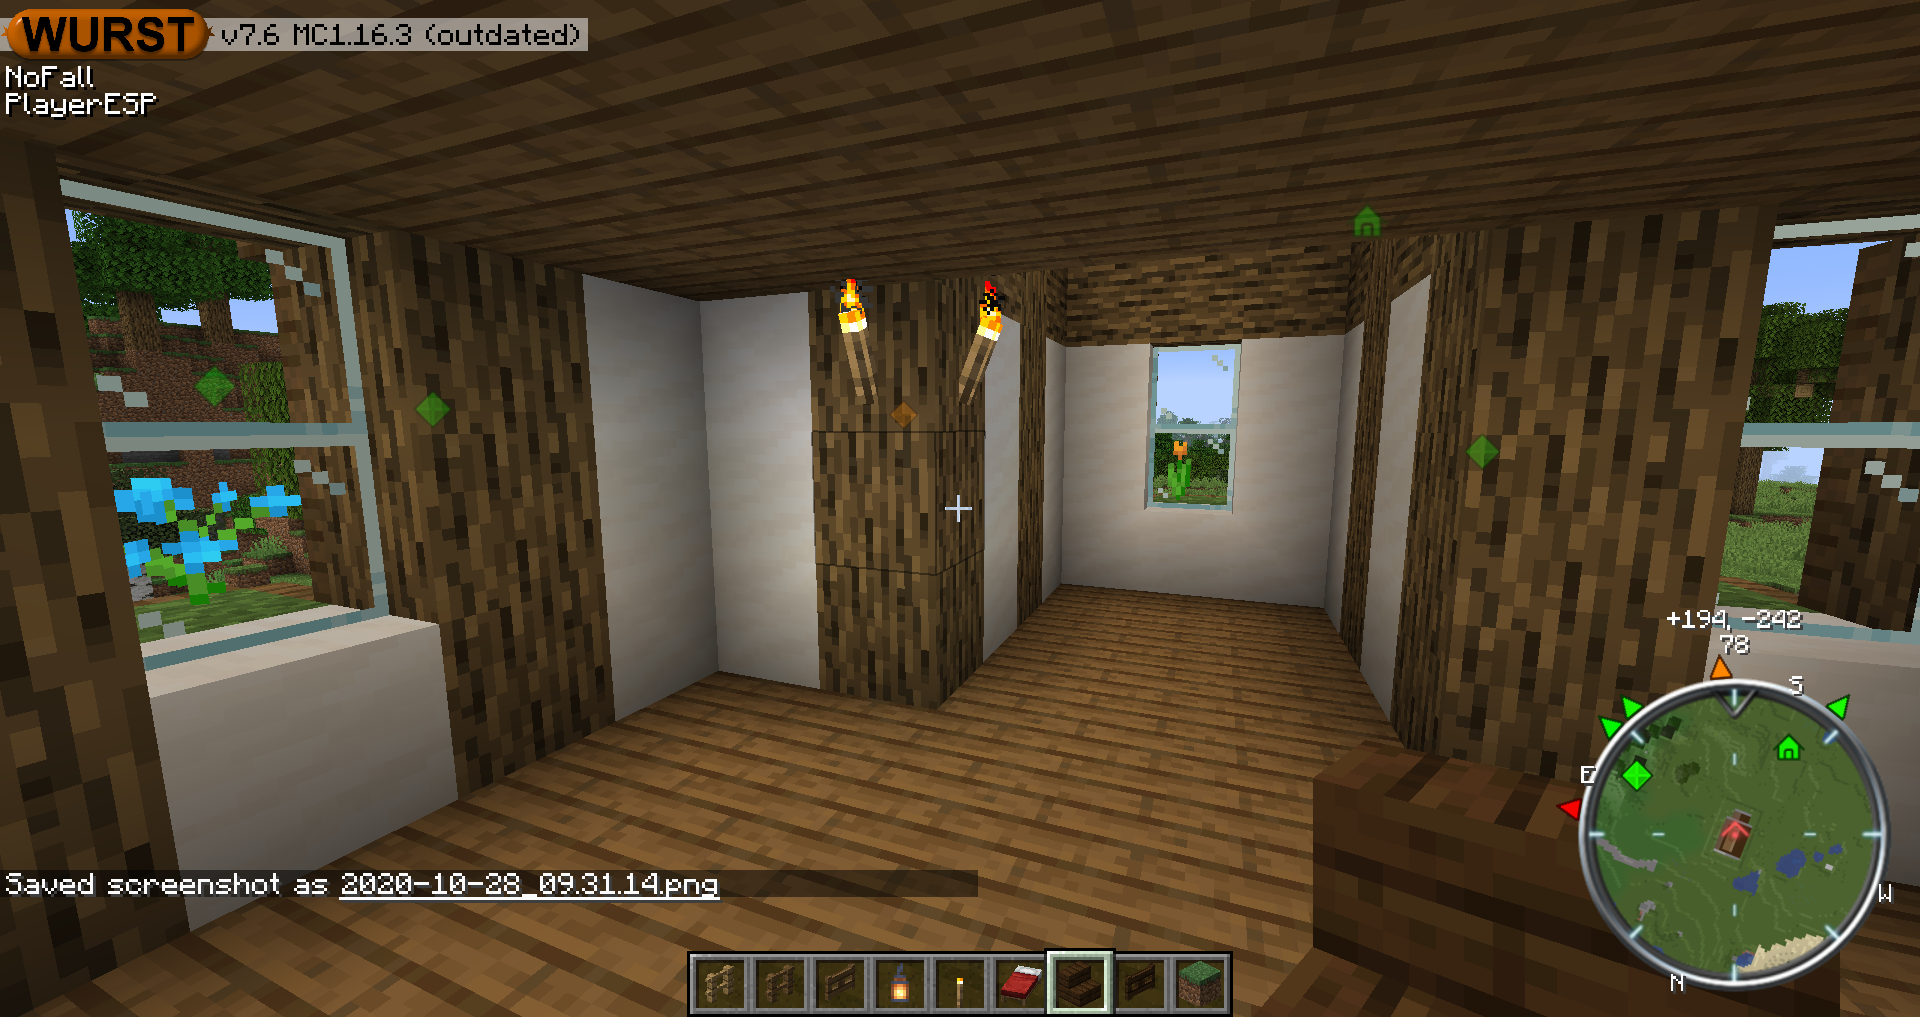 WURST v7.6 MC1.16.3 (outdated)
NoFall
PlayerESP
+194, -242
78
S
E
W
Saved screenshot as 2020-10-28_09.31.14.png
N